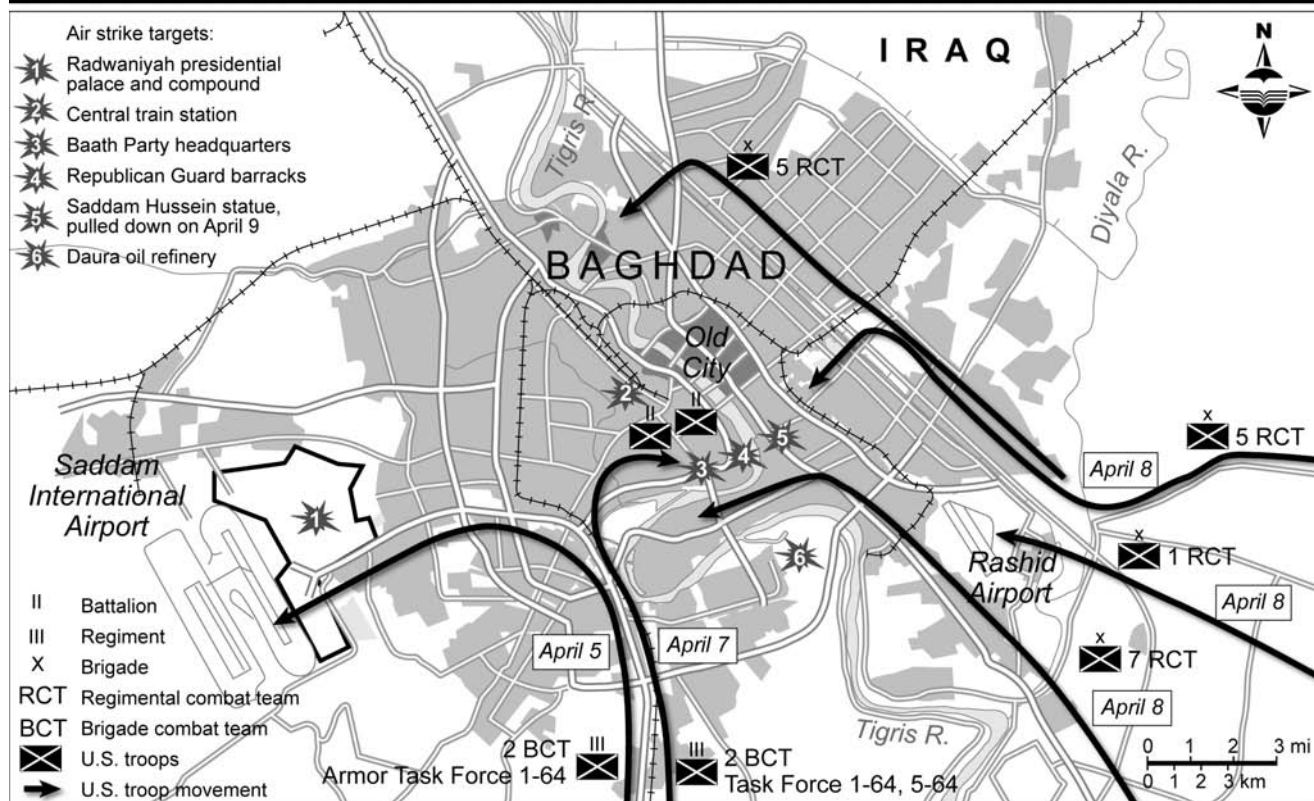 Air strike targets:
1 Radwaniyah presidential
palace and compound
2 Central train station
3 Baath Party headquarters
4 Republican Guard barracks
5 Saddam Hussein statue,
pulled down on April 9
6 Daura oil refinery
IRAQ
N
Tigris R.
Diyala R.
x
5 RCT
BAGHDAD
Old
City
2
II
II
5
4
3
x
5 RCT
April 8
Saddam
International
Airport
1
6
Rashid
Airport
x
1 RCT
April 8
x
7 RCT
April 8
April 5
April 7
Tigris R.
II Battalion
III Regiment
X Brigade
RCT Regimental combat team
BCT Brigade combat team
U.S. troops
U.S. troop movement
2 BCT III
Armor Task Force 1-64
III 2 BCT
Task Force 1-64, 5-64
0 1 2 3 mi
0 1 2 3 km